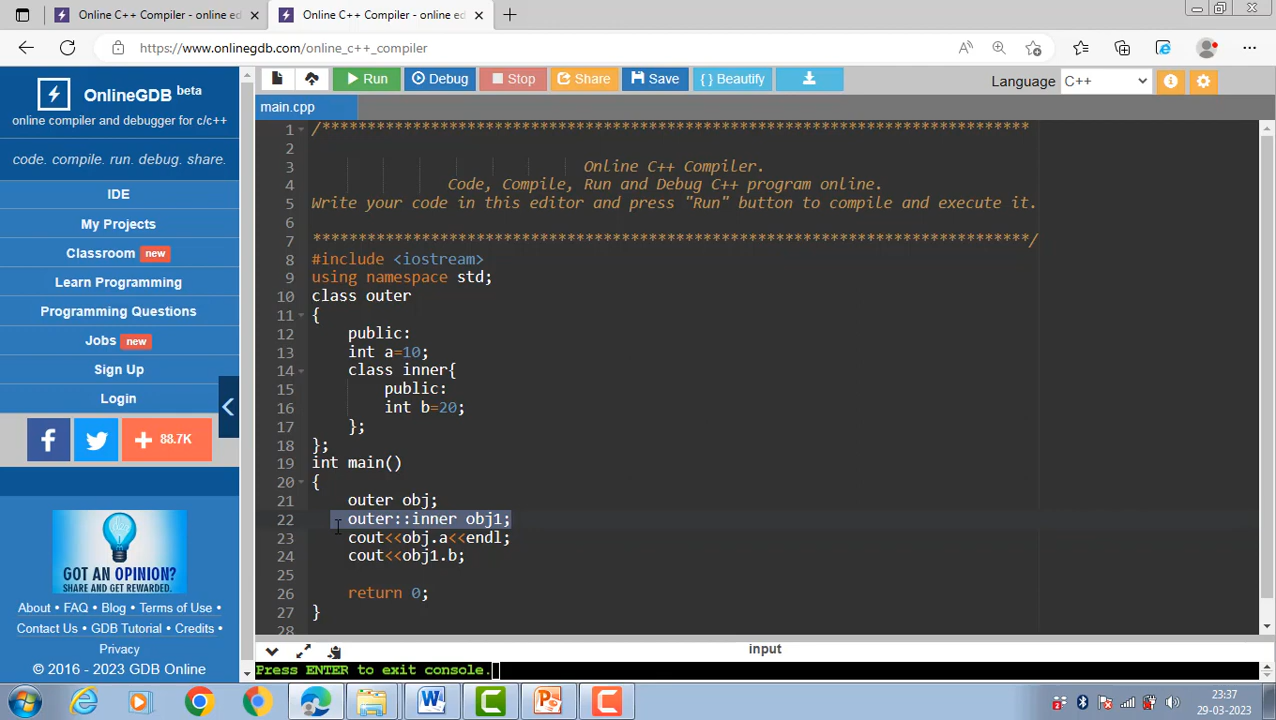 Online C++ Compiler - online ed
Online C++ Compiler - online ed
https://www.onlinegdb.com/online_c++_compiler
OnlineGDB beta
online compiler and debugger for c/c++
code. compile. run. debug. share.
IDE
My Projects
Classroom new
Learn Programming
Programming Questions
Jobs new
Sign Up
Login
88.7K
GOT AN OPINION?
SHARE AND GET REWARDED.
About • FAQ • Blog • Terms of Use •
Contact Us • GDB Tutorial • Credits •
Privacy
© 2016 - 2023 GDB Online
Run
Debug
Stop
Share
Save
{ } Beautify
Language C++
main.cpp
1 /******************************************************************************
2
3 Online C++ Compiler.
4 Code, Compile, Run and Debug C++ program online.
5 Write your code in this editor and press "Run" button to compile and execute it.
6
7 *******************************************************************************/
8 #include <iostream>
9 using namespace std;
10 class outer
11 {
12 public:
13 int a=10;
14 class inner{
15 public:
16 int b=20;
17 };
18 };
19 int main()
20 {
21 outer obj;
22 outer::inner obj1;
23 cout<<obj.a<<endl;
24 cout<<obj1.b;
25
26 return 0;
27 }
28
input
Press ENTER to exit console.
23:37
29-03-2023